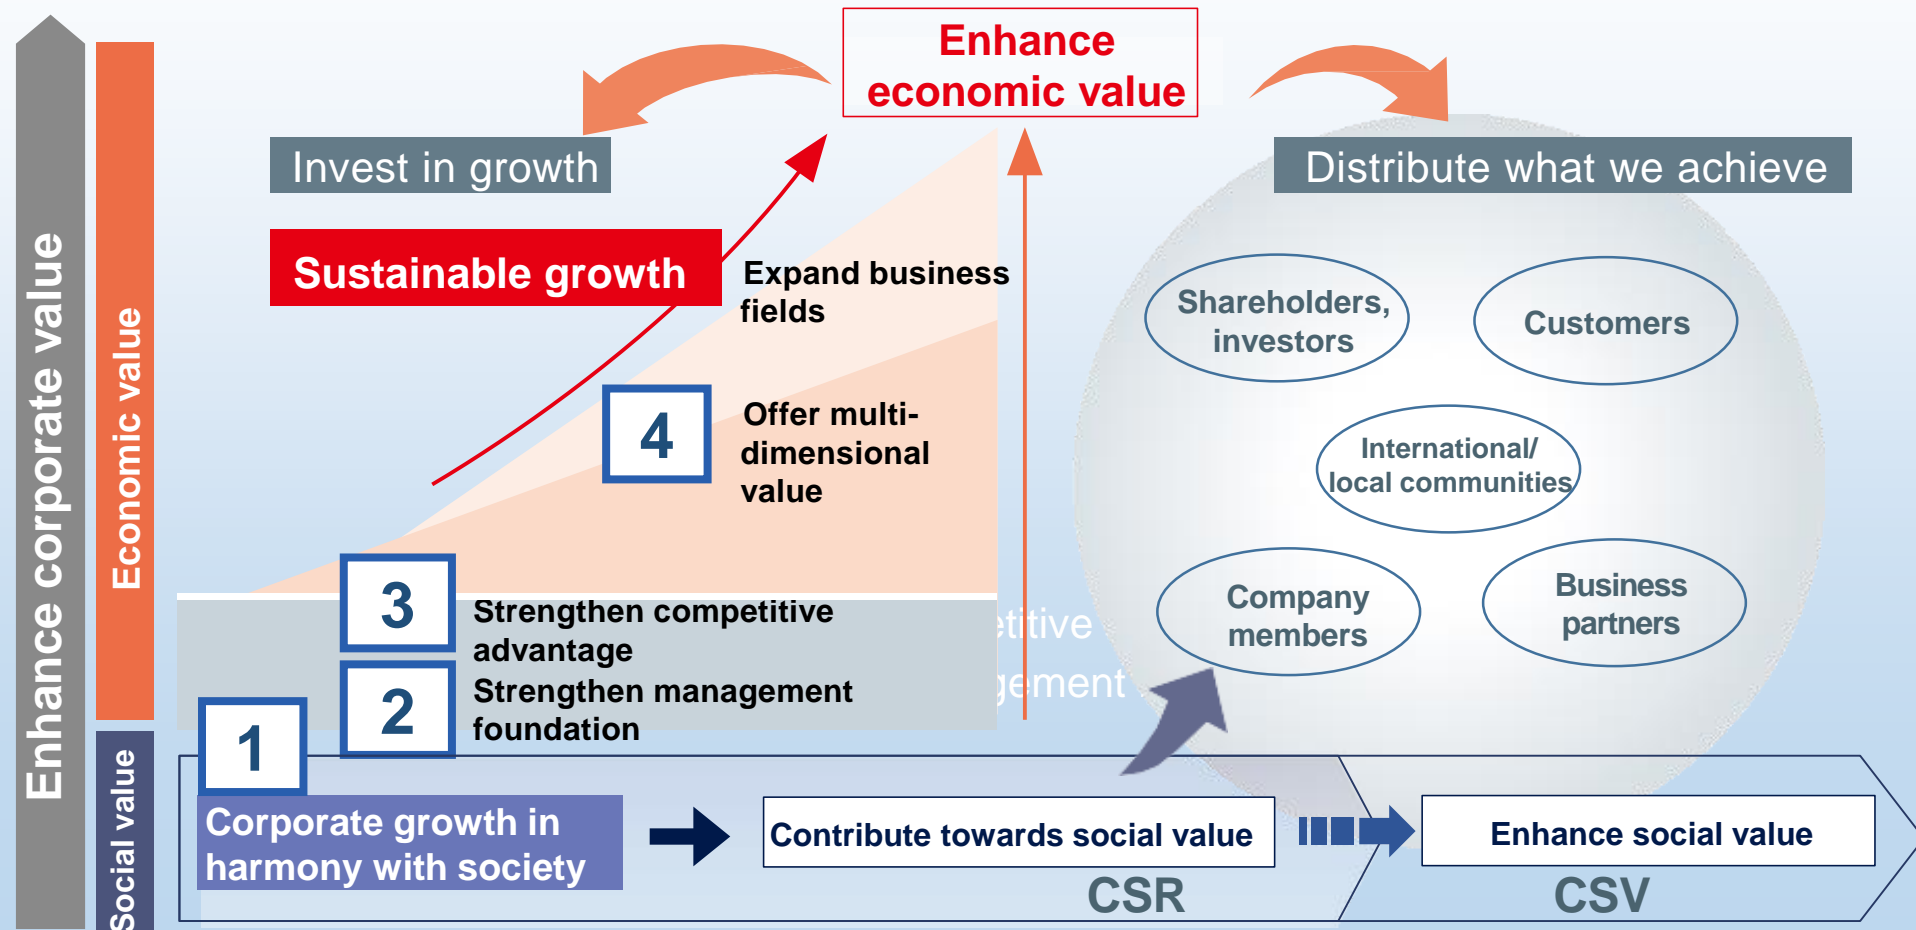 Enhance corporate value
Economic value
Social value
Enhance
economic value
Invest in growth
Distribute what we achieve
Sustainable growth
Expand business
fields
4
Offer multi-
dimensional
value
3
Strengthen competitive
advantage
2
Strengthen management
foundation
etitive
gement
Shareholders,
investors
Customers
International/
local communities
Company
members
Business
partners
1
Corporate growth in
harmony with society
Contribute towards social value
CSR
Enhance social value
CSV